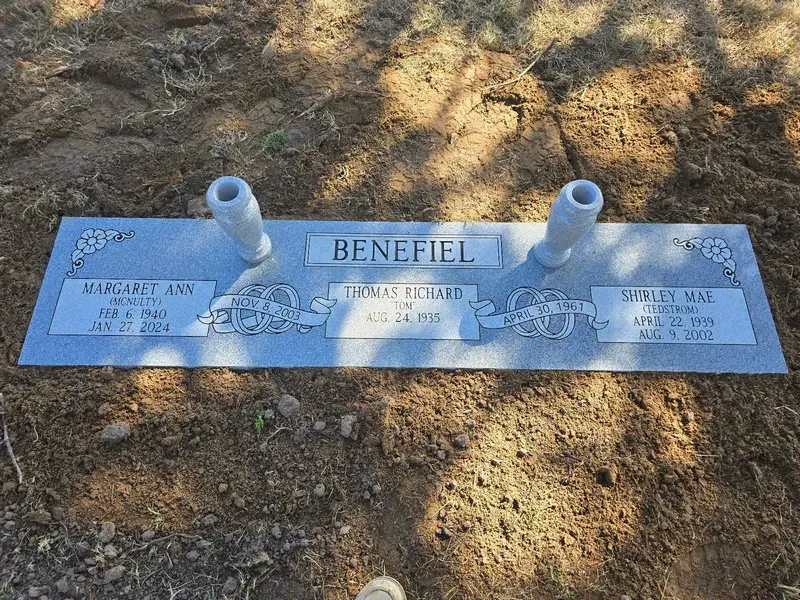 BENEFIEL
MARGARET ANN
(MCNULTY)
FEB. 6, 1940
JAN. 27, 2024
NOV. 8, 2003
THOMAS RICHARD
"TOM"
AUG. 24, 1935
APRIL 30, 1961
SHIRLEY MAE
(TEDSTROM)
APRIL 22, 1939
AUG. 9, 2002